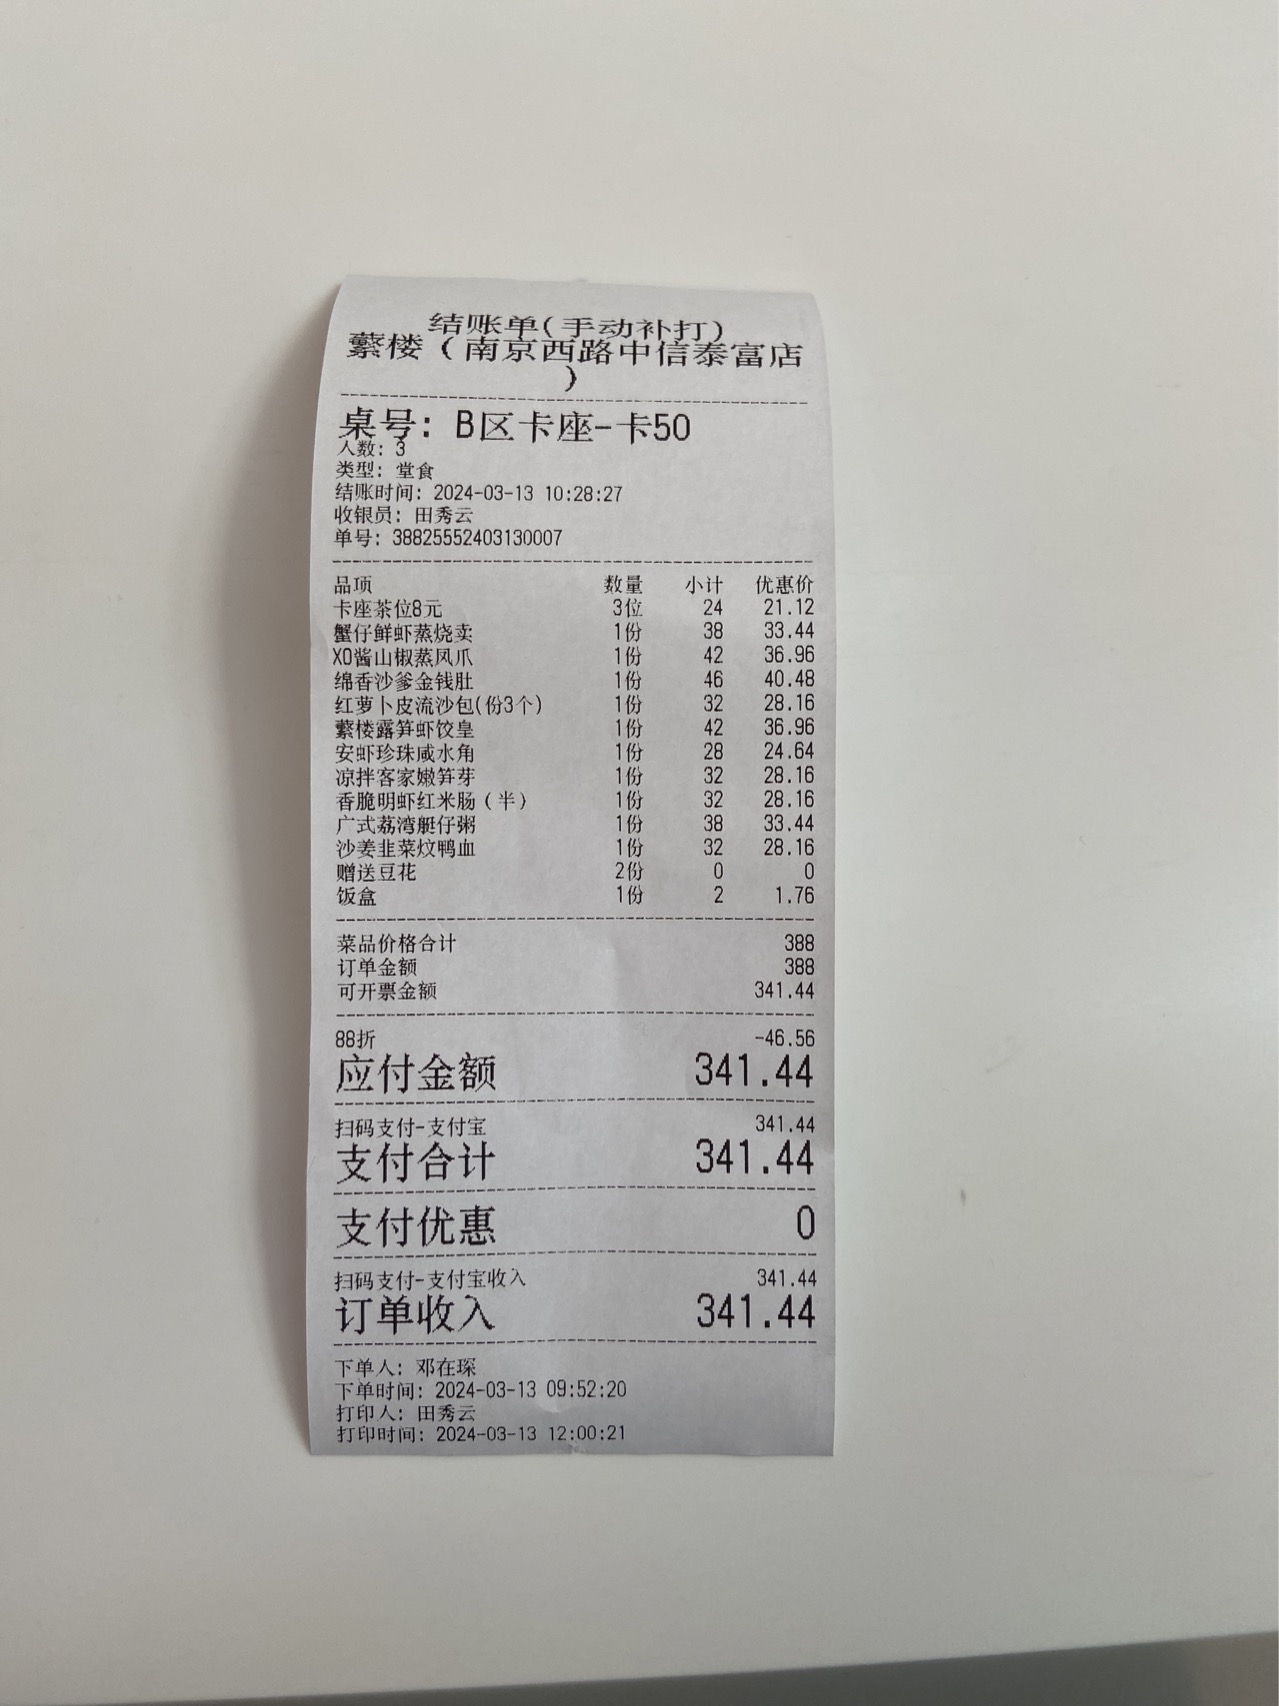 结账单(手动补打)
蘩楼（南京西路中信泰富店
）
桌号: B区卡座-卡50
人数: 3
类型: 堂食
结账时间: 2024-03-13 10:28:27
收银员: 田秀云
单号: 38825552403130007
品项 数量 小计 优惠价
卡座茶位8元 3位 24 21.12
蟹仔鲜虾蒸烧卖 1份 38 33.44
XO酱山椒蒸凤爪 1份 42 36.96
绵香沙爹金钱肚 1份 46 40.48
红萝卜皮流沙包(份3个) 1份 32 28.16
蘩楼露笋虾饺皇 1份 42 36.96
安虾珍珠咸水角 1份 28 24.64
凉拌客家嫩笋芽 1份 32 28.16
香脆明虾红米肠（半） 1份 32 28.16
广式荔湾艇仔粥 1份 38 33.44
沙姜韭菜炆鸭血 1份 32 28.16
赠送豆花 2份 0 0
饭盒 1份 2 1.76
菜品价格合计 388
订单金额 388
可开票金额 341.44
88折 -46.56
应付金额 341.44
扫码支付-支付宝 341.44
支付合计 341.44
支付优惠 0
扫码支付-支付宝收入 341.44
订单收入 341.44
下单人: 邓在琛
下单时间: 2024-03-13 09:52:20
打印人: 田秀云
打印时间: 2024-03-13 12:00:21